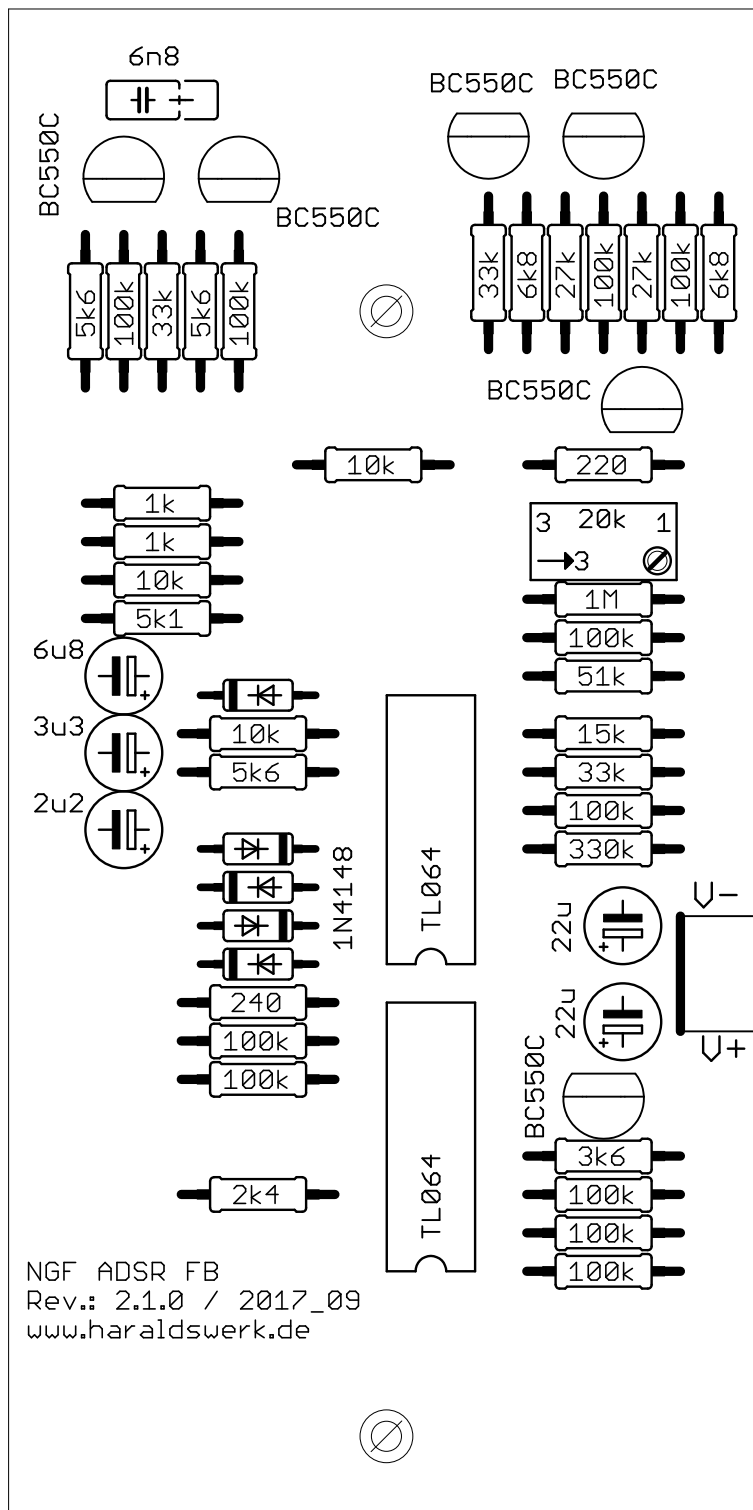 6n8
BC550C
BC550C
BC550C
BC550C
5k6
100k
33k
5k6
100k
33k
6k8
27k
100k
27k
100k
6k8
BC550C
10k
220
1k
1k
10k
5k1
3 20k 1
3
1M
100k
51k
6u8
3u3
2u2
10k
5k6
15k
33k
100k
330k
1N4148
TL064
22u
22u
V-
V+
240
100k
100k
BC550C
3k6
100k
100k
100k
2k4
TL064
NGF ADSR FB
Rev.: 2.1.0 / 2017_09
www.haraldswerk.de